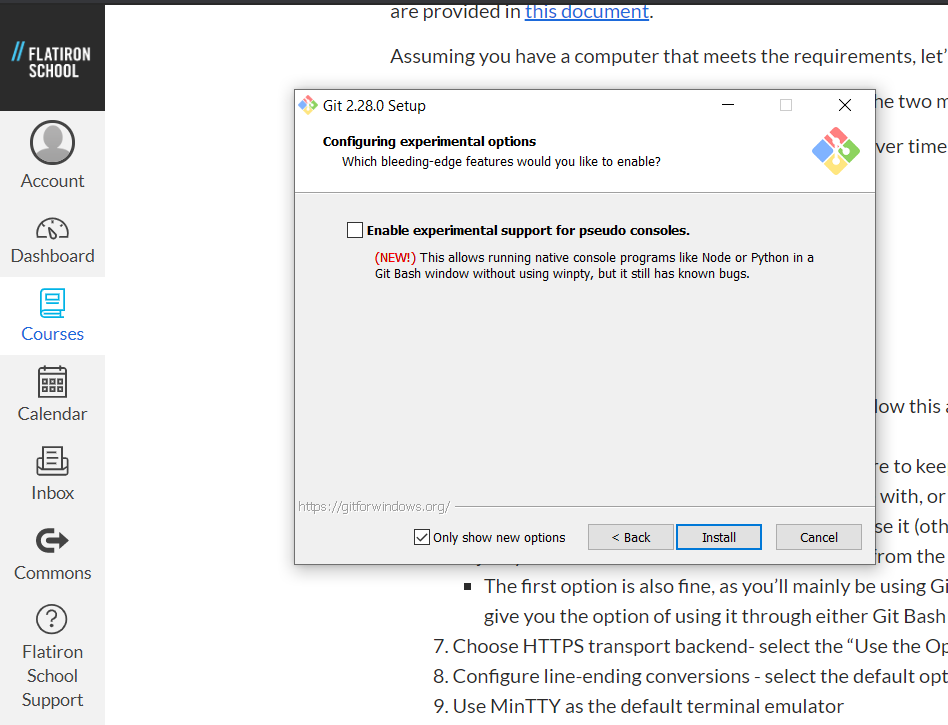 are provided in this document.
FLATIRON
SCHOOL
Assuming you have a computer that meets the requirements, let'
Git 2.28.0 Setup
he two m
Configuring experimental options
Which bleeding-edge features would you like to enable?
ver time
Account
Enable experimental support for pseudo consoles.
(NEW!) This allows running native console programs like Node or Python in a
Git Bash window without using winpty, but it still has known bugs.
Dashboard
Courses
Calendar
low this a
re to kee
Inbox
with, or
https://gitforwindows.org/
se it (oth
Only show new options
< Back
Install
Cancel
from the
Commons
▪ The first option is also fine, as you'll mainly be using Gi
give you the option of using it through either Git Bash
Flatiron
School
Support
7. Choose HTTPS transport backend- select the “Use the Op
8. Configure line-ending conversions - select the default opt
9. Use MinTTY as the default terminal emulator